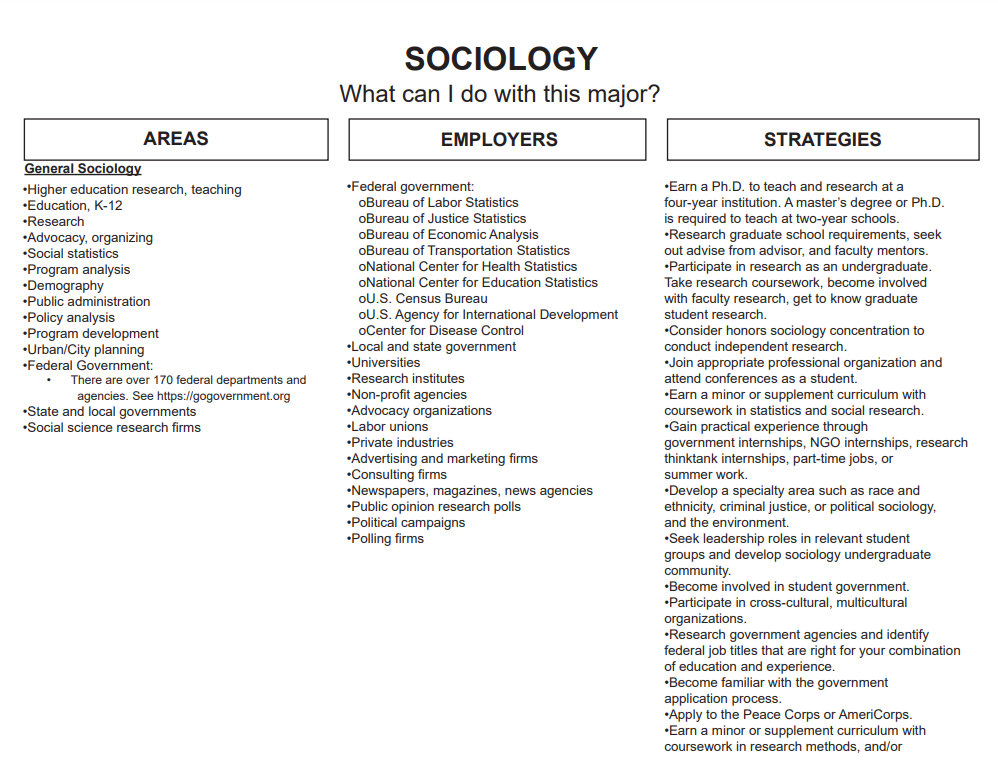 SOCIOLOGY
What can I do with this major?
AREAS
EMPLOYERS
STRATEGIES
General Sociology
•Higher education research, teaching
•Education, K-12
•Research
•Advocacy, organizing
•Social statistics
•Program analysis
•Demography
•Public administration
•Policy analysis
•Program development
•Urban/City planning
•Federal Government:
• There are over 170 federal departments and
agencies. See https://gogovernment.org
•State and local governments
•Social science research firms
•Federal government:
oBureau of Labor Statistics
oBureau of Justice Statistics
oBureau of Economic Analysis
oBureau of Transportation Statistics
oNational Center for Health Statistics
oNational Center for Education Statistics
oU.S. Census Bureau
oU.S. Agency for International Development
oCenter for Disease Control
•Local and state government
•Universities
•Research institutes
•Non-profit agencies
•Advocacy organizations
•Labor unions
•Private industries
•Advertising and marketing firms
•Consulting firms
•Newspapers, magazines, news agencies
•Public opinion research polls
•Political campaigns
•Polling firms
•Earn a Ph.D. to teach and research at a
four-year institution. A master's degree or Ph.D.
is required to teach at two-year schools.
•Research graduate school requirements, seek
out advise from advisor, and faculty mentors.
•Participate in research as an undergraduate.
Take research coursework, become involved
with faculty research, get to know graduate
student research.
•Consider honors sociology concentration to
conduct independent research.
•Join appropriate professional organization and
attend conferences as a student.
•Earn a minor or supplement curriculum with
coursework in statistics and social research.
•Gain practical experience through
government internships, NGO internships, research
thinktank internships, part-time jobs, or
summer work.
•Develop a specialty area such as race and
ethnicity, criminal justice, or political sociology,
and the environment.
•Seek leadership roles in relevant student
groups and develop sociology undergraduate
community.
•Become involved in student government.
•Participate in cross-cultural, multicultural
organizations.
•Research government agencies and identify
federal job titles that are right for your combination
of education and experience.
•Become familiar with the government
application process.
•Apply to the Peace Corps or AmeriCorps.
•Earn a minor or supplement curriculum with
coursework in research methods, and/or